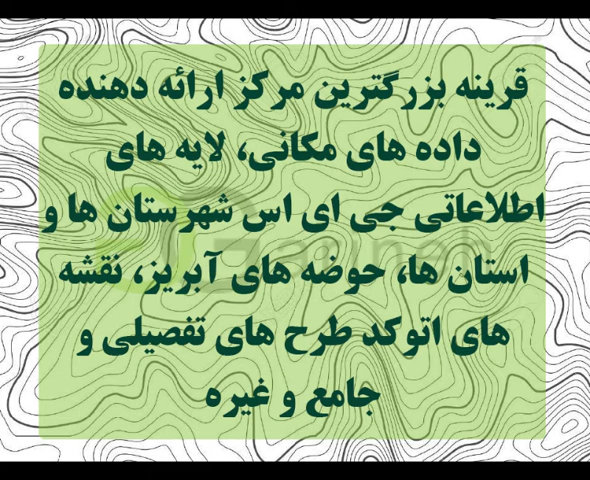 قرینه بزرگترین مرکز ارائه دهنده
داده های مکانی، لایه های
اطلاعاتی جی ای اس شهرستان ها و
استان ها، حوضه های آبریز، نقشه
های اتوکد طرح های تفصیلی و
جامع و غیره